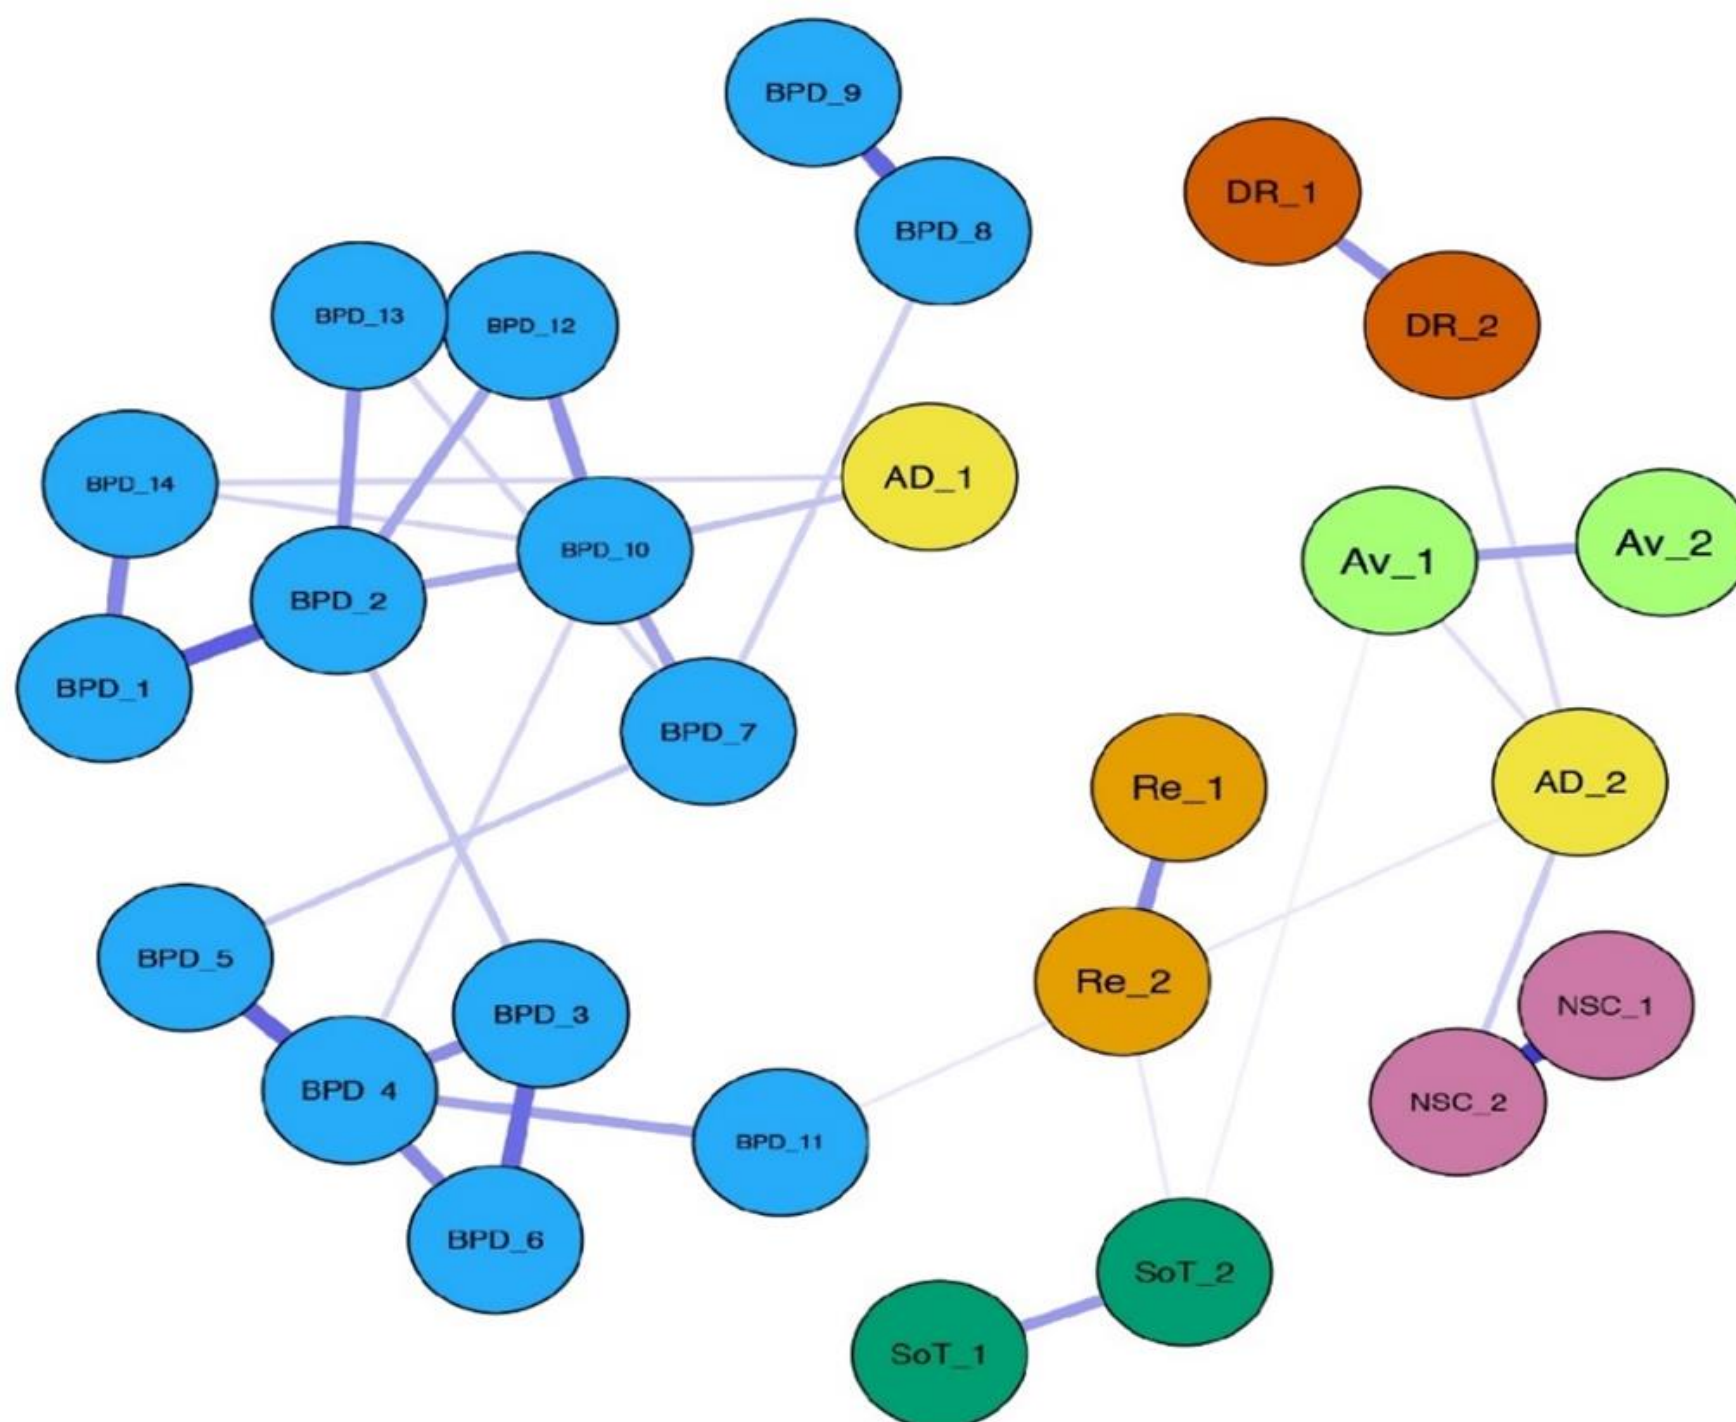 BPD_9
DR_1
BPD_8
BPD_13
BPD_12
DR_2
BPD_14
AD_1
BPD_10
Av_1
Av_2
BPD_2
BPD_1
BPD_7
Re_1
AD_2
BPD_5
Re_2
BPD_3
NSC_1
BPD 4
NSC_2
BPD_11
BPD_6
SoT_2
SoT_1